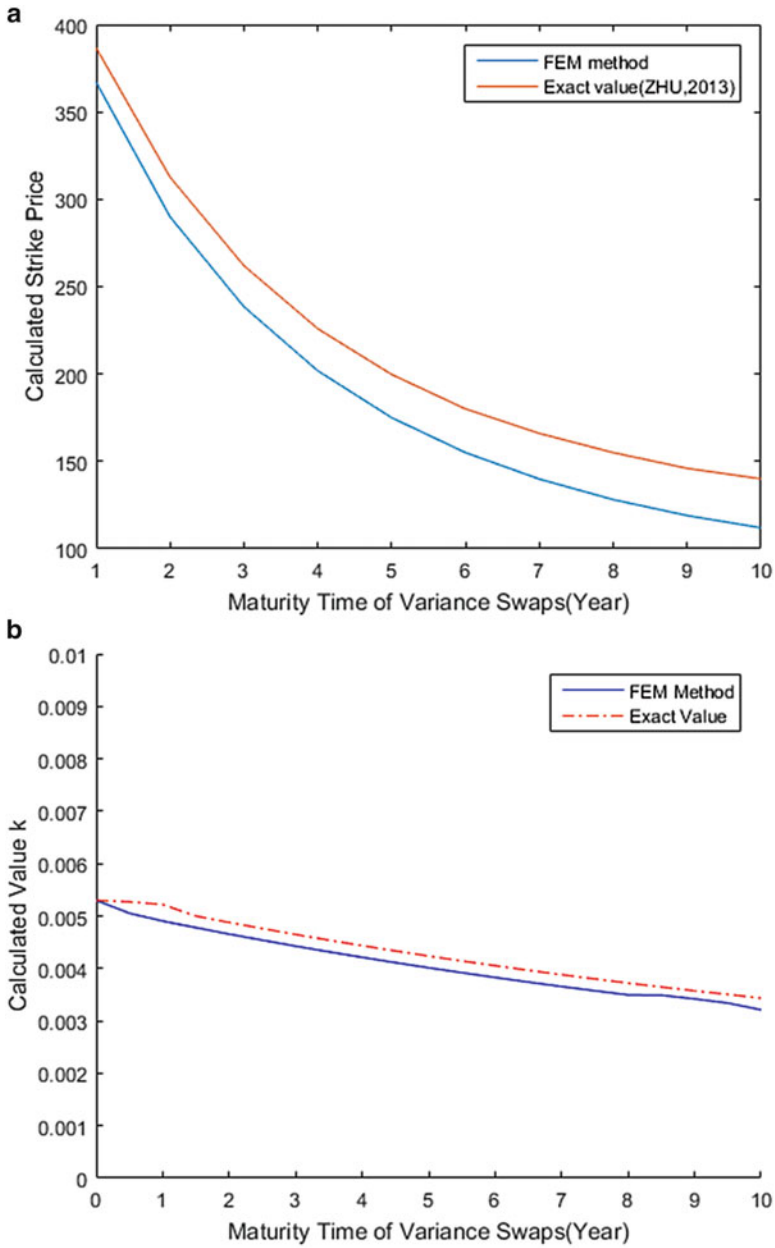 a
400
350
300
250
200
150
100
Calculated Strike Price
FEM method
Exact value(ZHU,2013)
1 2 3 4 5 6 7 8 9 10
Maturity Time of Variance Swaps(Year)
b
0.01
0.009
0.008
0.007
0.006
0.005
0.004
0.003
0.002
0.001
0
Calculated Value k
FEM Method
Exact Value
0 1 2 3 4 5 6 7 8 9 10
Maturity Time of Variance Swaps(Year)